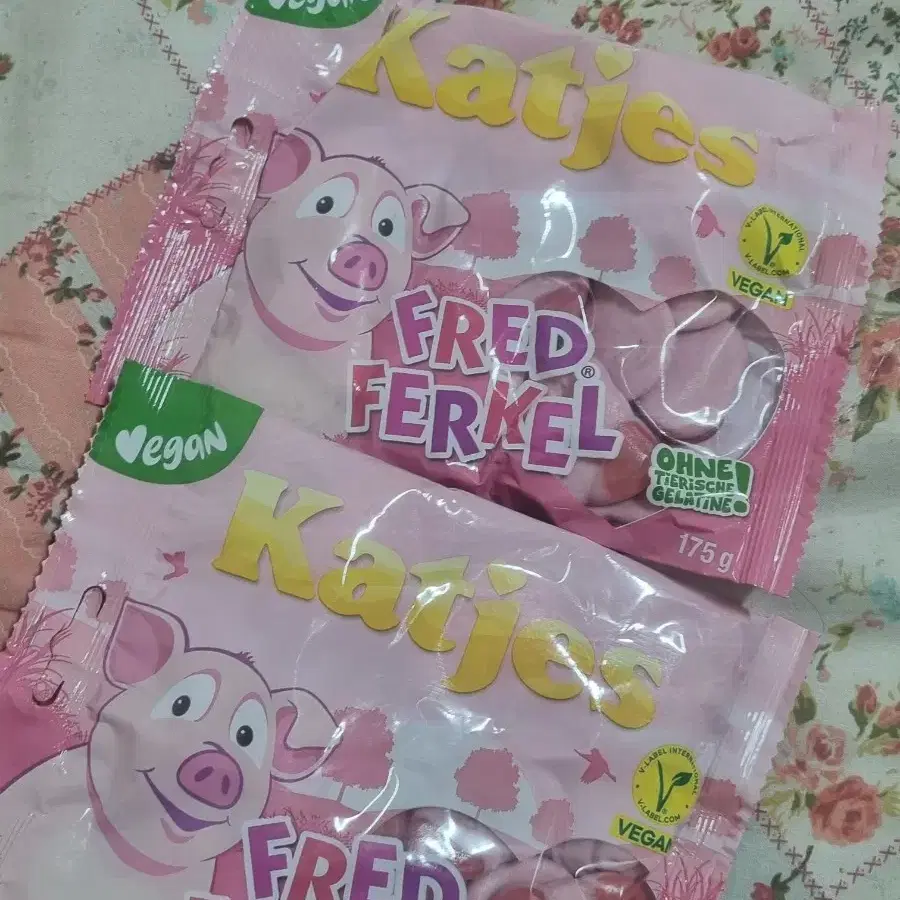 vegan
Katjes
V-LABEL INTERNATIONAL
V-LABEL.COM
VEGAN
FRED
FERKEL®
OHNE
TIERISCHE
GELATINE!
175 g
vegan
Katjes
V-LABEL INTERNATIONAL
V-LABEL.COM
VEGAN
FRED